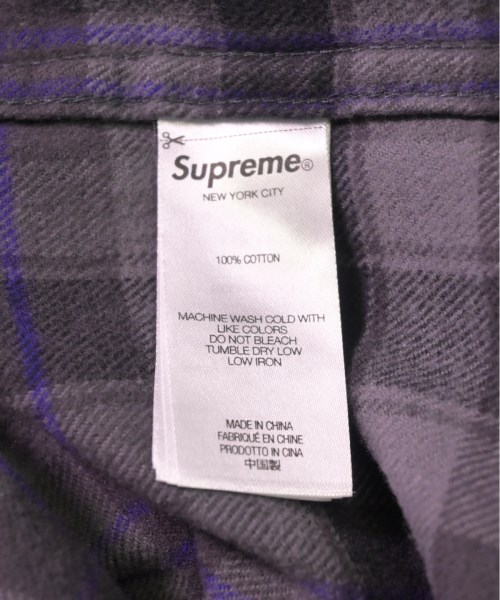 Supreme®
NEW YORK CITY
100% COTTON
MACHINE WASH COLD WITH
LIKE COLORS
DO NOT BLEACH
TUMBLE DRY LOW
LOW IRON
MADE IN CHINA
FABRIQUÉ EN CHINE
PRODOTTO IN CINA
中国製